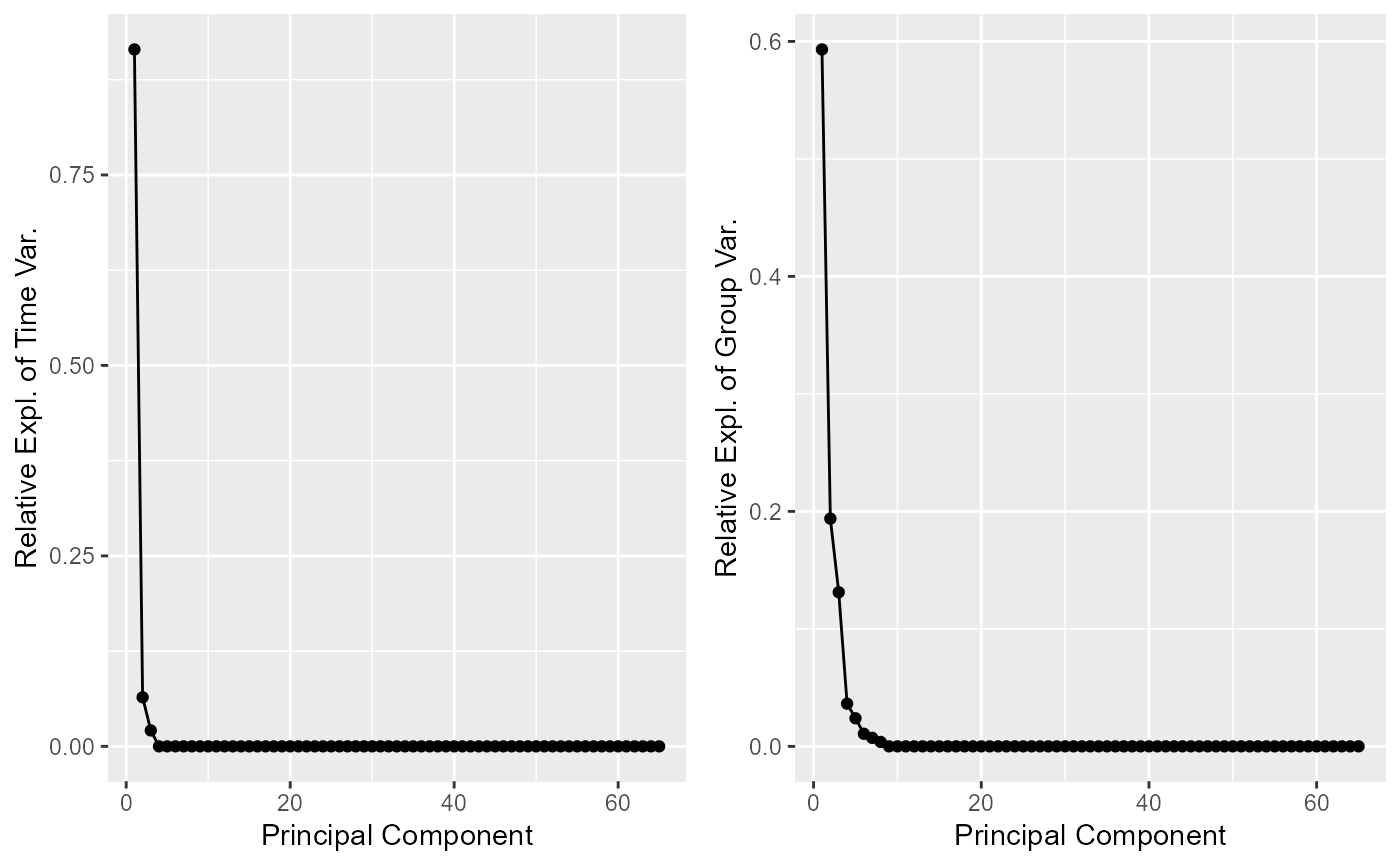 Relative Expl. of Time Var.
0.75
0.50
0.25
0.00
0 20 40 60
Principal Component
Relative Expl. of Group Var.
0.6
0.4
0.2
0.0
0 20 40 60
Principal Component